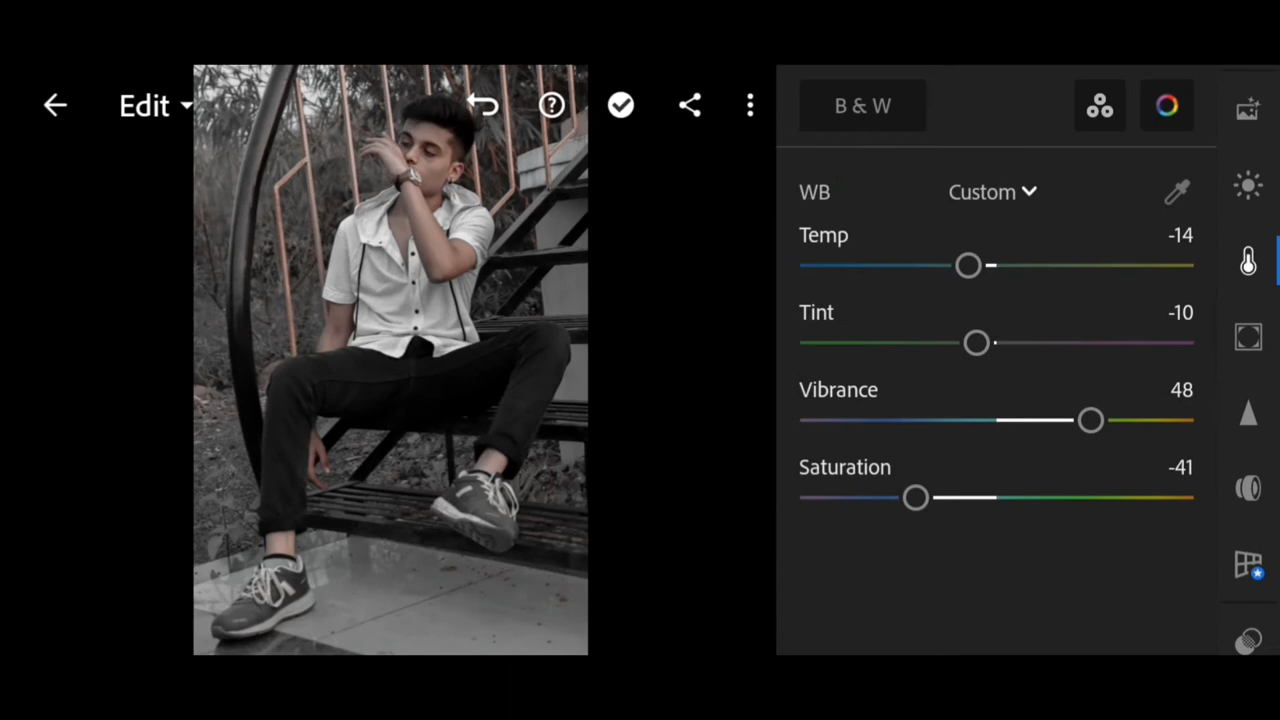 Edit
B & W
WB Custom
Temp -14
Tint -10
Vibrance 48
Saturation -41